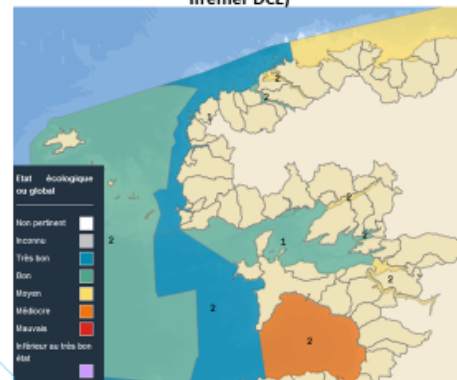 Ifremer DCE)
Etat écologique
ou global
Non pertinent
Inconnu
Très bon
Bon
Moyen
Médiocre
Mauvais
Inférieur au très bon
état
2
2
1
2
2
1
2
2
2
2